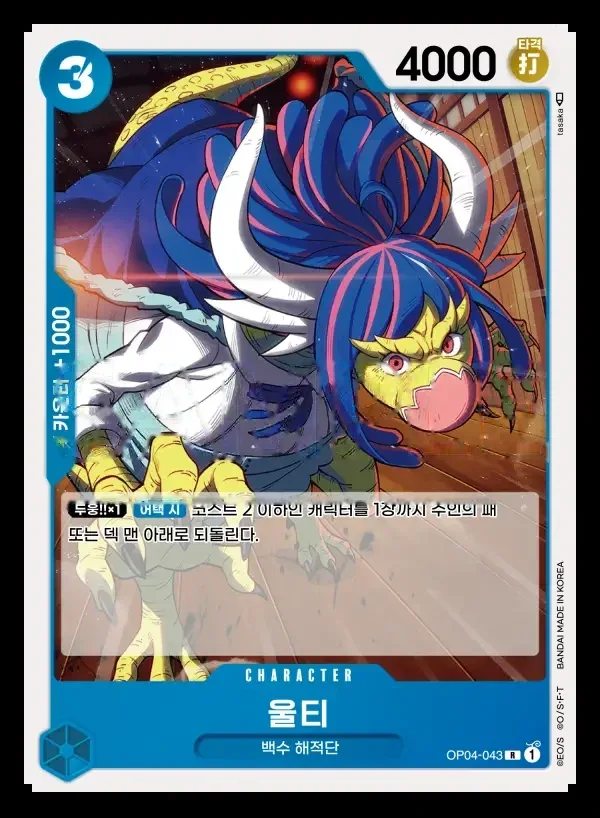 3
4000
타격
打
tasaka
카운터 +1000
두웅!!×1 어택 시 코스트 2 이하인 캐릭터를 1장까지 주인의 패
또는 덱 맨 아래로 되돌린다.
BANDAI MADE IN KOREA
CHARACTER
울티
백수 해적단
OP04-043 R 1
©EO/S ©O/S·F·T